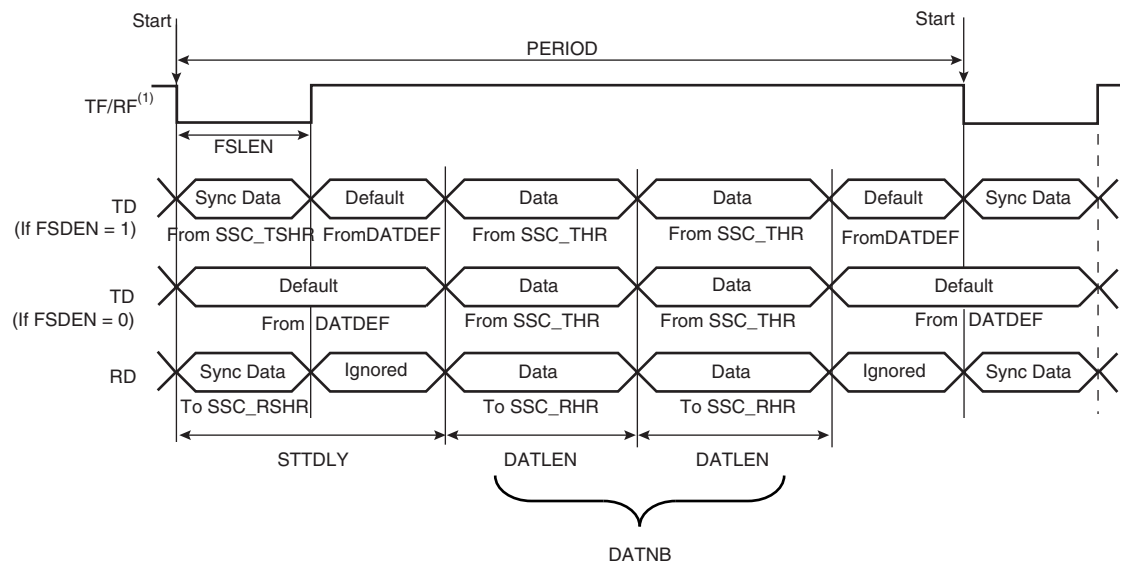 Start
Start
PERIOD
TF/RF(1)
FSLEN
TD
(If FSDEN = 1)
Sync Data
Default
Data
Data
Default
Sync Data
From SSC_TSHR
FromDATDEF
From SSC_THR
From SSC_THR
FromDATDEF
TD
(If FSDEN = 0)
Default
Data
Data
Default
From DATDEF
From SSC_THR
From SSC_THR
From DATDEF
RD
Sync Data
Ignored
Data
Data
Ignored
Sync Data
To SSC_RSHR
To SSC_RHR
To SSC_RHR
STTDLY
DATLEN
DATLEN
DATNB